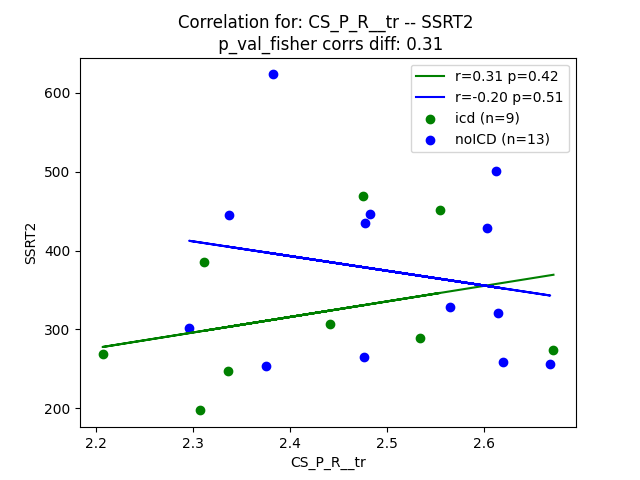 Correlation for: CS_P_R__tr -- SSRT2
p_val_fisher corrs diff: 0.31
r=0.31 p=0.42
r=-0.20 p=0.51
icd (n=9)
noICD (n=13)
600
500
400
300
200
SSRT2
2.2 2.3 2.4 2.5 2.6
CS_P_R__tr